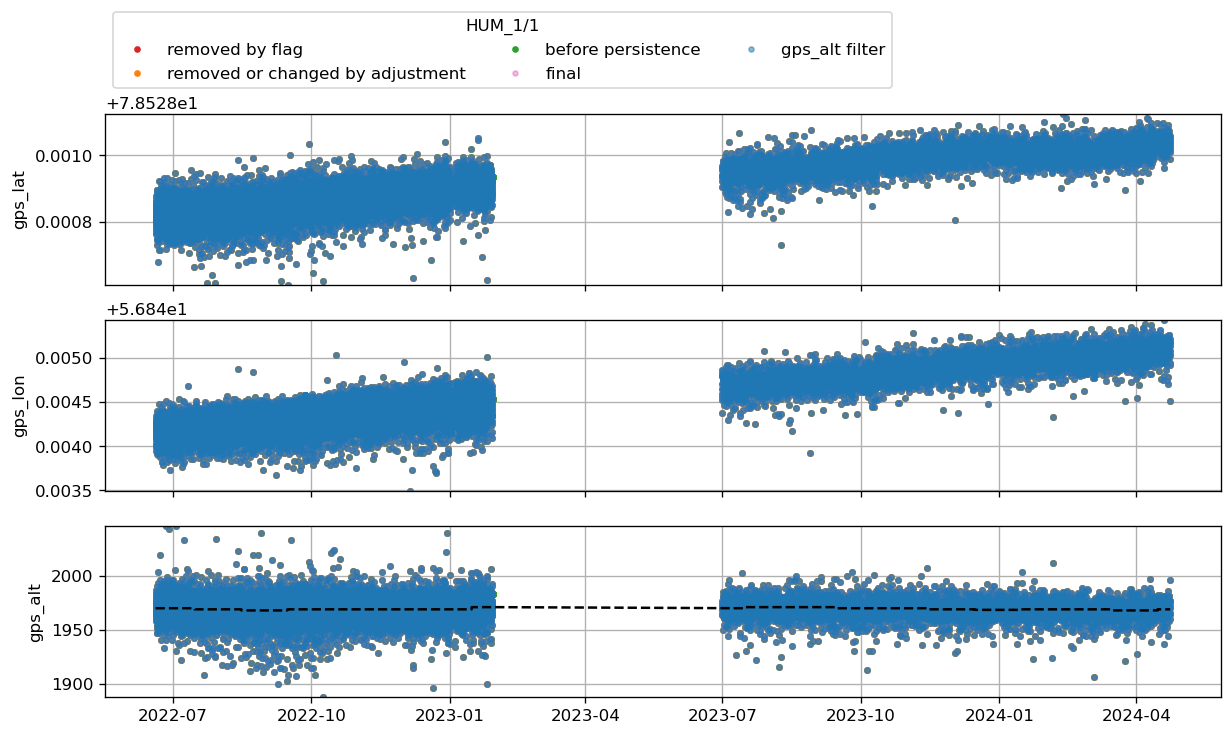 HUM_1/1
removed by flag
before persistence
gps_alt filter
removed or changed by adjustment
final
+7.8528e1
0.0010
0.0008
gps_lat
+5.684e1
0.0050
0.0045
0.0040
0.0035
gps_lon
2000
1950
1900
gps_alt
2022-07 2022-10 2023-01 2023-04 2023-07 2023-10 2024-01 2024-04